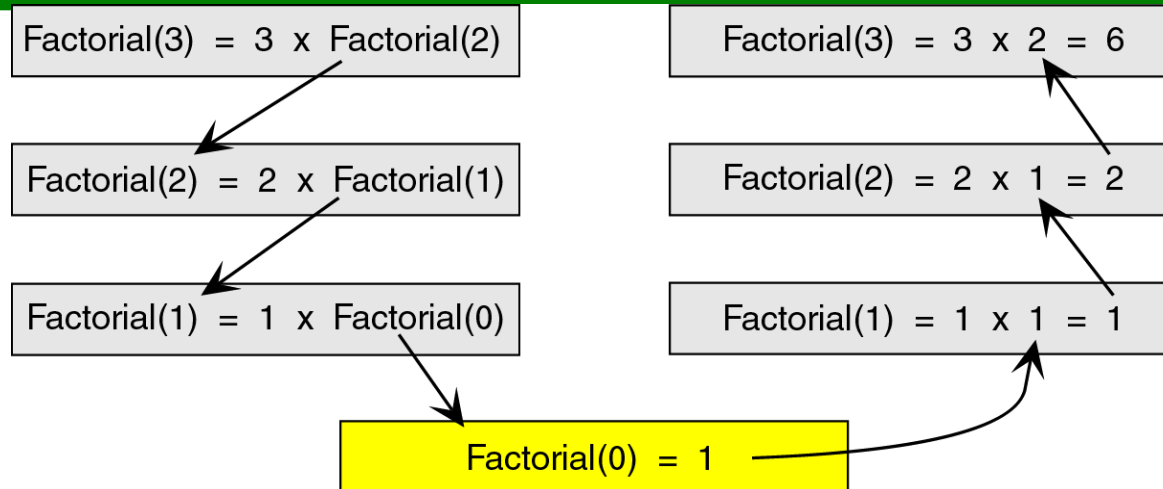 Factorial(3) = 3 x Factorial(2)
Factorial(2) = 2 x Factorial(1)
Factorial(1) = 1 x Factorial(0)
Factorial(0) = 1
Factorial(1) = 1 x 1 = 1
Factorial(2) = 2 x 1 = 2
Factorial(3) = 3 x 2 = 6